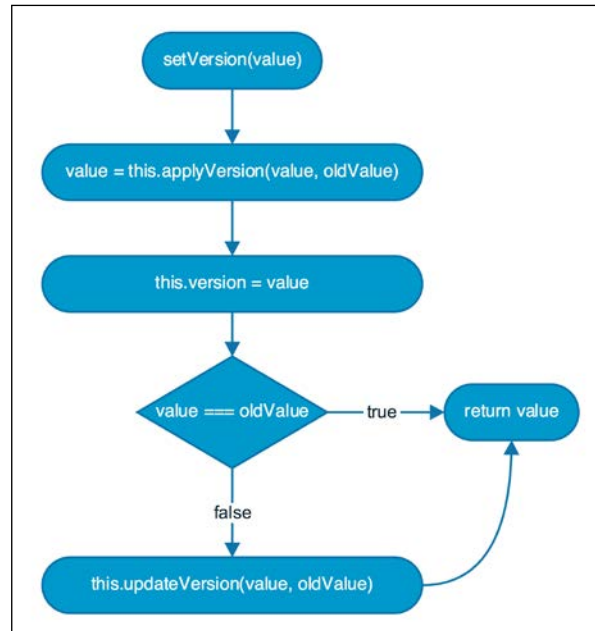 setVersion(value)
value = this.applyVersion(value, oldValue)
this.version = value
value === oldValue
true
return value
false
this.updateVersion(value, oldValue)